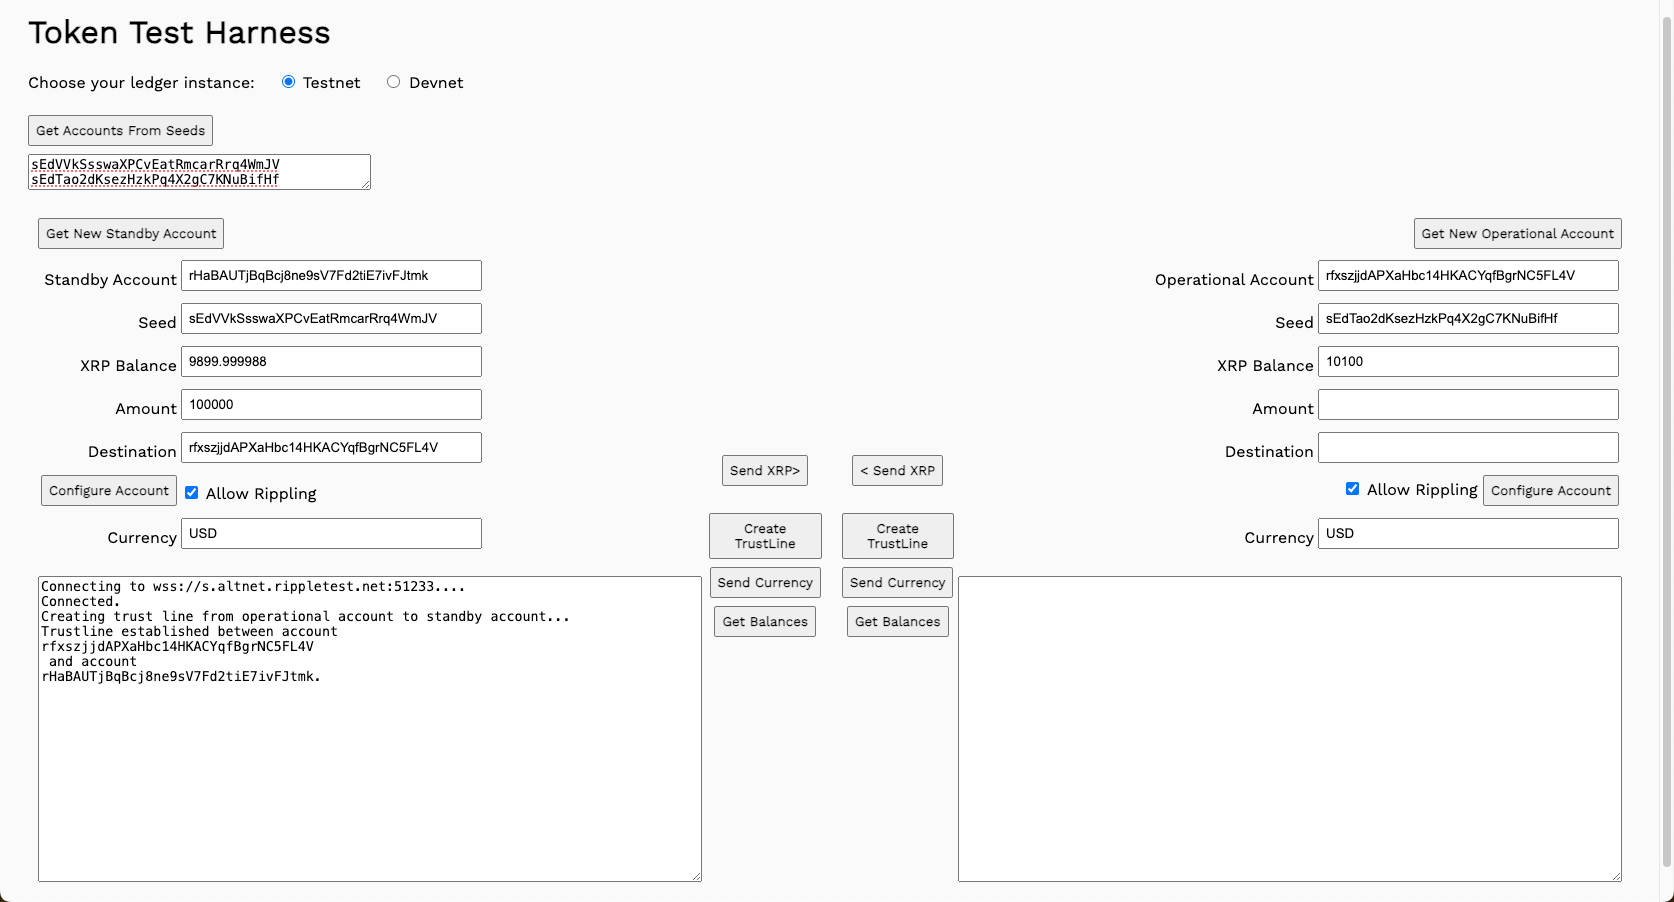 Token Test Harness
Choose your ledger instance: Testnet Devnet
Get Accounts From Seeds
sEdVVkSsswaXPCvEatRmcarRrq4WmJV
sEdTao2dKsezHzkPq4X2gC7KNuBifHf
Get New Standby Account
Get New Operational Account
Standby Account rHaBAUTjBqBcj8ne9sV7Fd2tiE7ivFJtmk
Operational Account rfxszjjdAPXaHbc14HKACYqfBgrNC5FL4V
Seed sEdVVkSsswaXPCvEatRmcarRrq4WmJV
Seed sEdTao2dKsezHzkPq4X2gC7KNuBifHf
XRP Balance 9899.999988
XRP Balance 10100
Amount 100000
Amount
Destination rfxszjjdAPXaHbc14HKACYqfBgrNC5FL4V
Destination
Send XRP>
< Send XRP
Configure Account Allow Rippling
Allow Rippling Configure Account
Currency USD
Create
TrustLine
Create
TrustLine
Currency USD
Connecting to wss://s.altnet.rippletest.net:51233....
Connected.
Creating trust line from operational account to standby account...
Trustline established between account
rfxszjjdAPXaHbc14HKACYqfBgrNC5FL4V
and account
rHaBAUTjBqBcj8ne9sV7Fd2tiE7ivFJtmk.
Send Currency
Send Currency
Get Balances
Get Balances